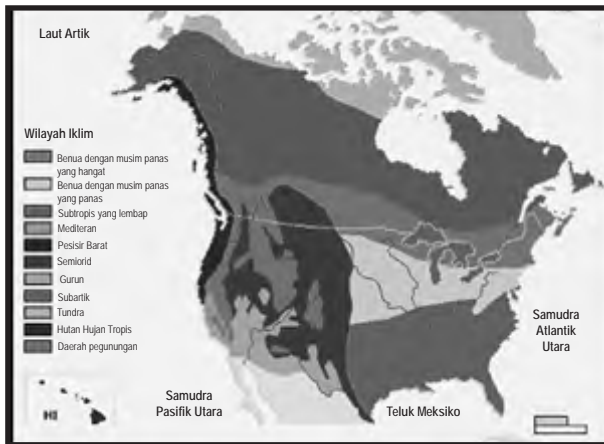 Laut Artik
Wilayah Iklim
Benua dengan musim panas
yang hangat
Benua dengan musim panas
yang panas
Subtropis yang lembap
Mediteran
Pesisir Barat
Semiorid
Gurun
Subartik
Tundra
Hutan Hujan Tropis
Daerah pegunungan
HI
Samudra
Pasifik Utara
Teluk Meksiko
Samudra
Atlantik
Utara